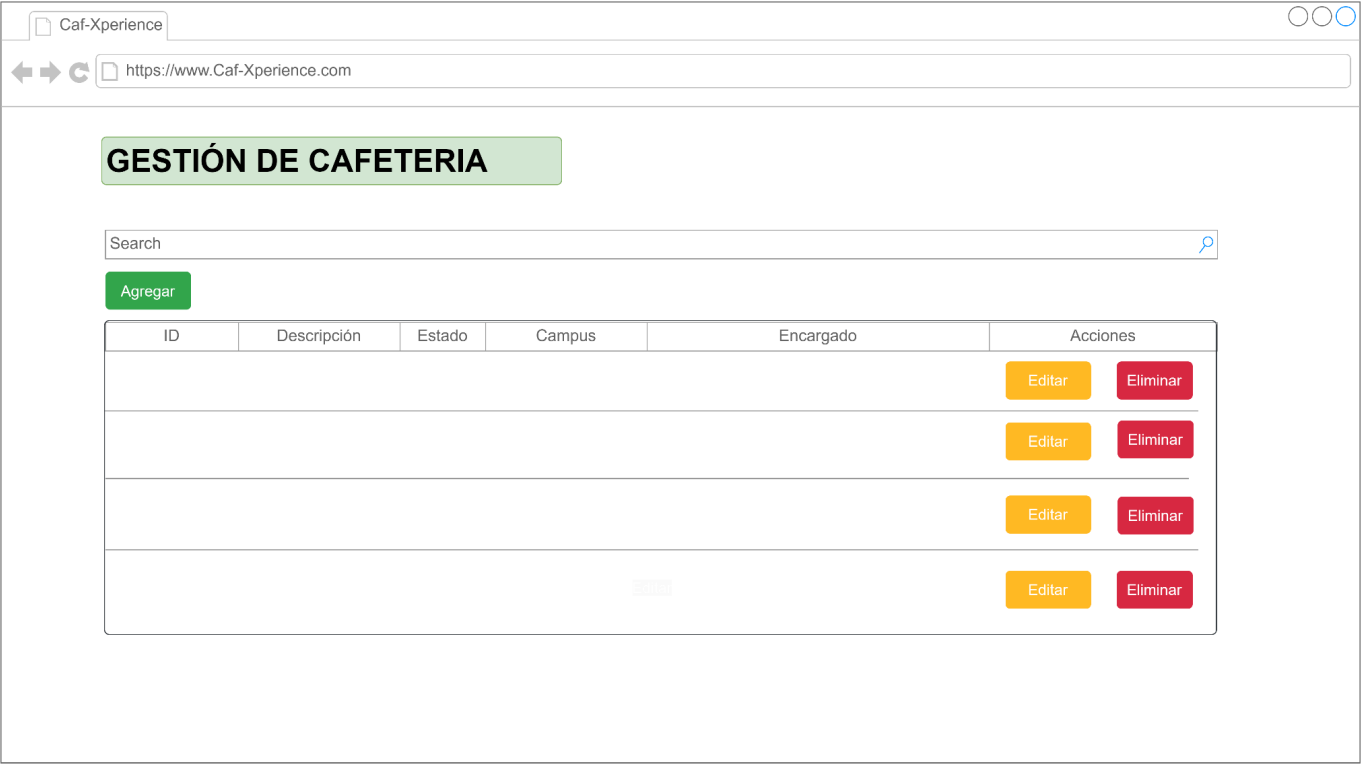 Caf-Xperience
https://www.Caf-Xperience.com
GESTIÓN DE CAFETERIA
Search
Agregar
ID Descripción Estado Campus Encargado Acciones
Editar Eliminar
Editar Eliminar
Editar Eliminar
Editar Eliminar